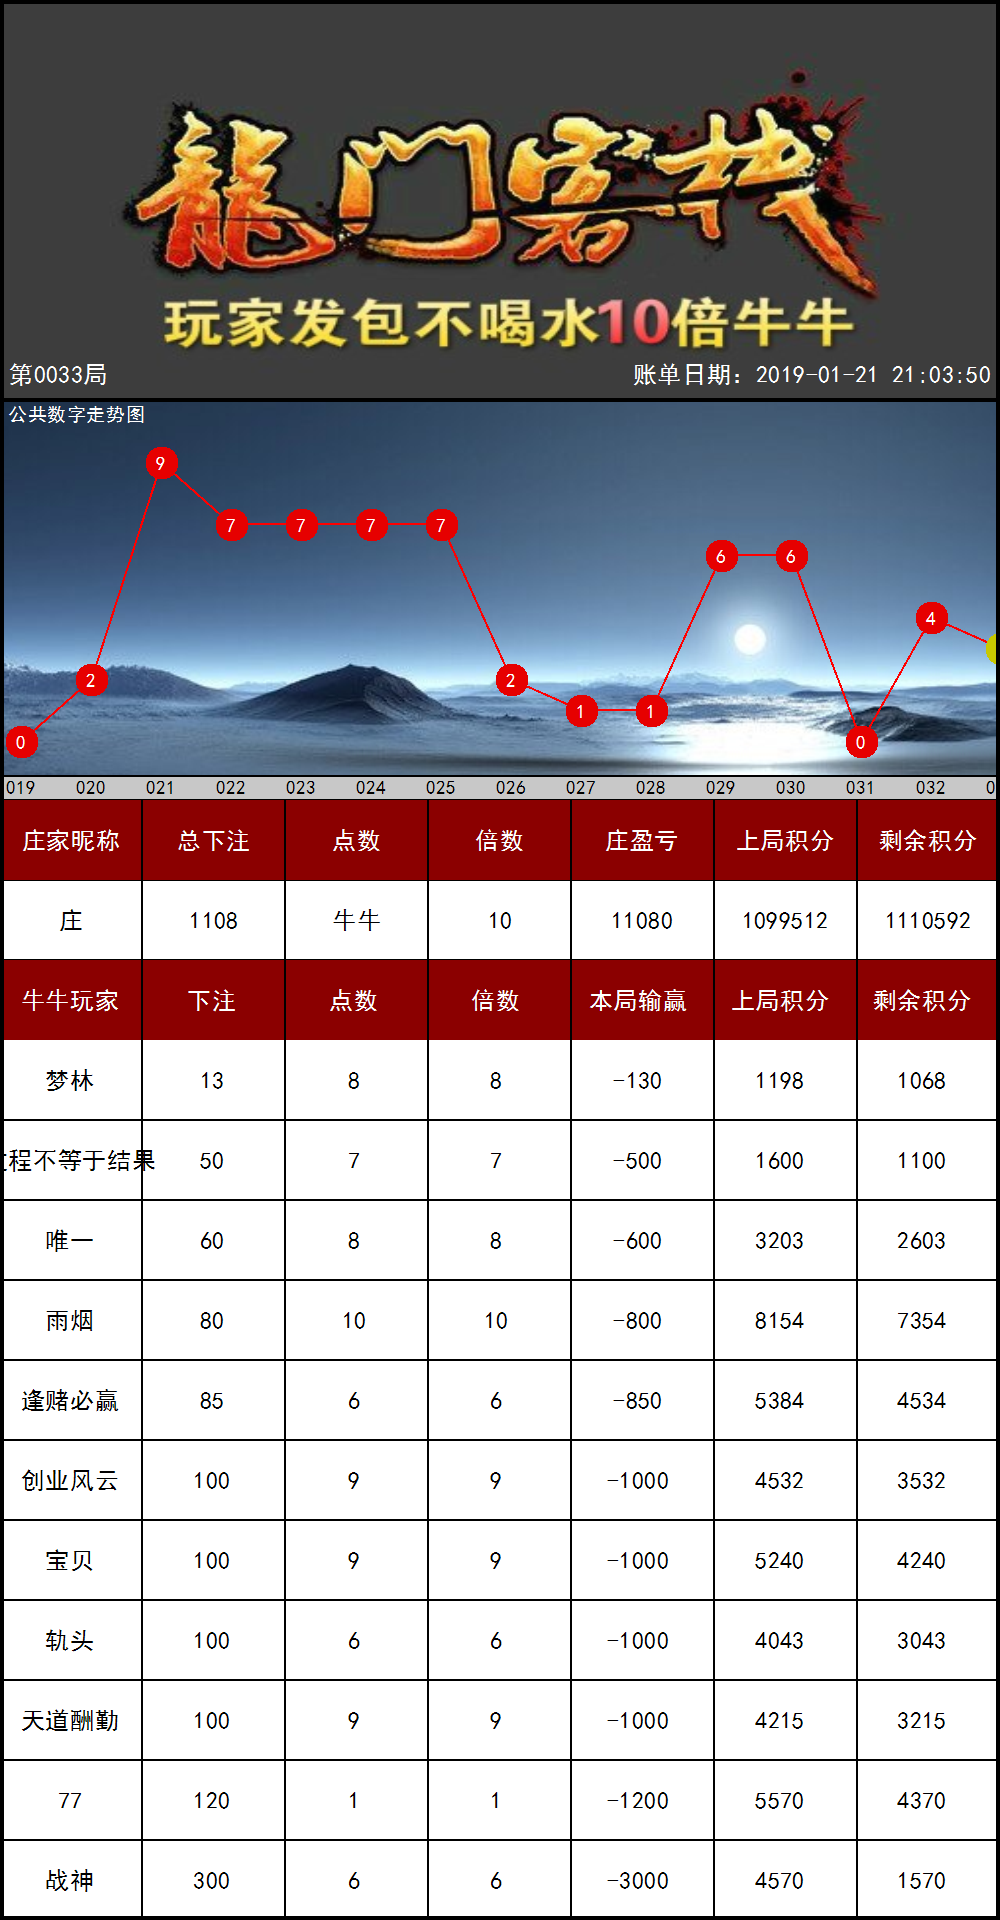 龍门客栈
玩家发包不喝水10倍牛牛
第0033局 账单日期：2019-01-21 21:03:50
公共数字走势图
9
7 7 7 7
6 6
4
2 2
1 1
0 0
019 020 021 022 023 024 025 026 027 028 029 030 031 032 0
庄家昵称 总下注 点数 倍数 庄盈亏 上局积分 剩余积分
庄 1108 牛牛 10 11080 1099512 1110592
牛牛玩家 下注 点数 倍数 本局输赢 上局积分 剩余积分
梦林 13 8 8 -130 1198 1068
程不等于结果 50 7 7 -500 1600 1100
唯一 60 8 8 -600 3203 2603
雨烟 80 10 10 -800 8154 7354
逢赌必赢 85 6 6 -850 5384 4534
创业风云 100 9 9 -1000 4532 3532
宝贝 100 9 9 -1000 5240 4240
轨头 100 6 6 -1000 4043 3043
天道酬勤 100 9 9 -1000 4215 3215
77 120 1 1 -1200 5570 4370
战神 300 6 6 -3000 4570 1570